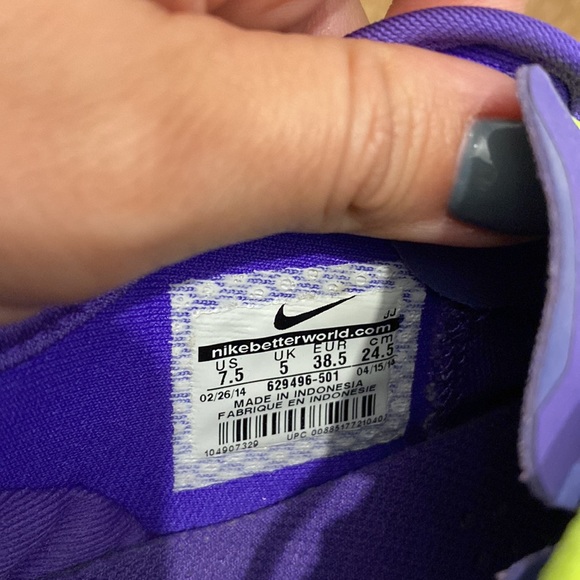 JJ
nikebetterworld.com
US UK EUR cm
7.5 5 38.5 24.5
02/26/14 629496-501 04/15/14
MADE IN INDONESIA
FABRIQUE EN INDONESIE
104907329 UPC